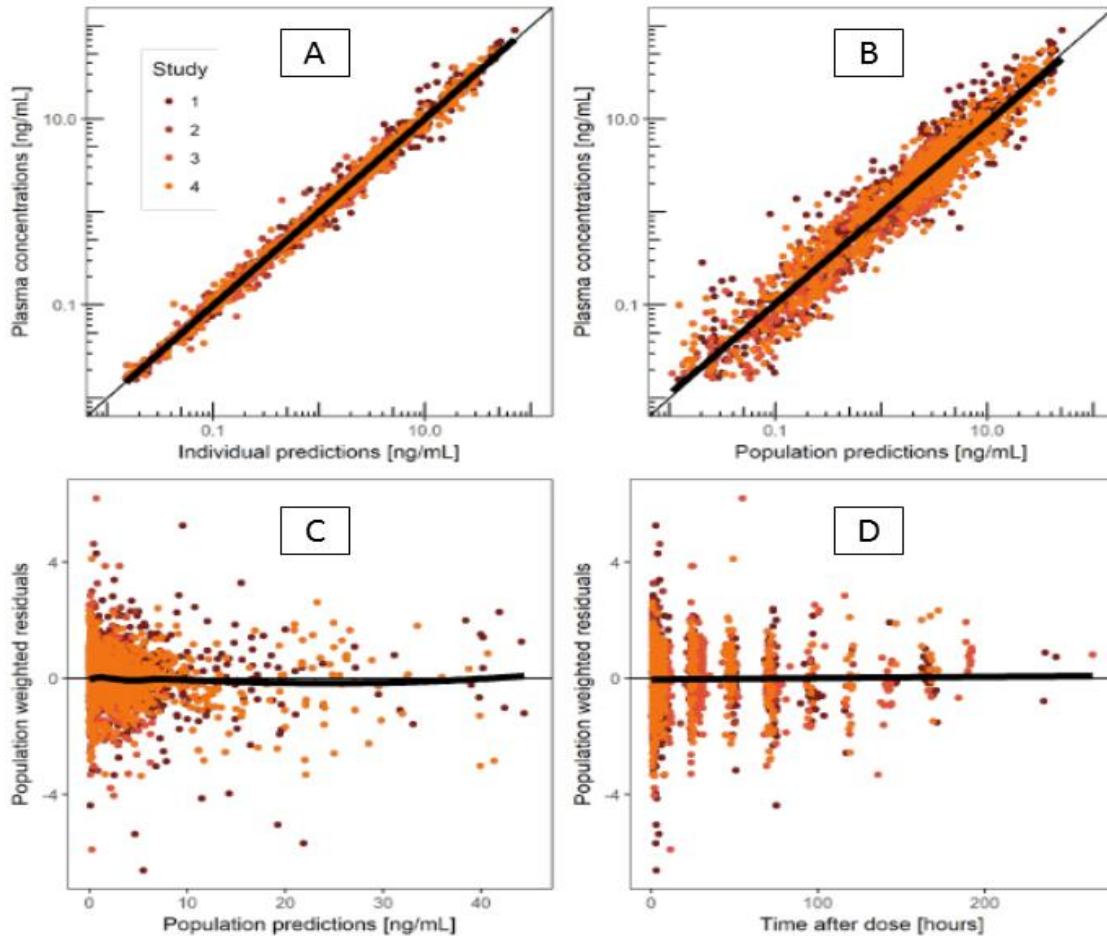 A
Study
1
2
3
4
Plasma concentrations [ng/mL]
10.0
0.1
0.1
10.0
Individual predictions [ng/mL]
B
Plasma concentrations [ng/mL]
10.0
0.1
0.1
10.0
Population predictions [ng/mL]
C
Population weighted residuals
4
0
-4
0
10
20
30
40
Population predictions [ng/mL]
D
Population weighted residuals
4
0
-4
0
100
200
Time after dose [hours]